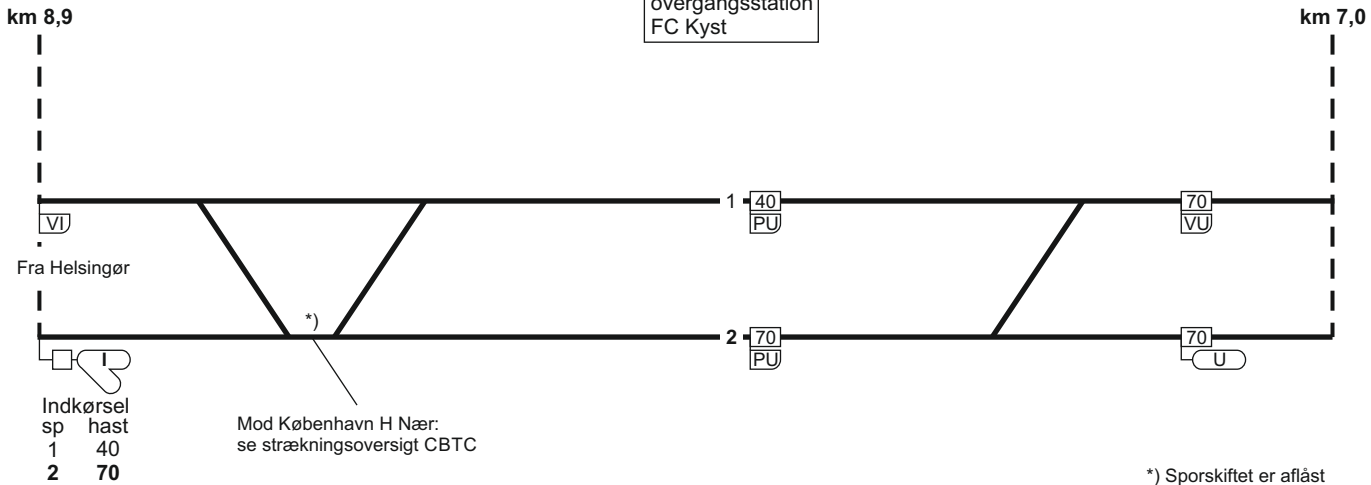 overgangsstation
FC Kyst
km 8,9
km 7,0
1
40
70
VI
PU
VU
Fra Helsingør
*)
2
70
70
I
PU
U
Indkørsel
sp hast
1 40
2 70
Mod København H Nær:
se strækningsoversigt CBTC
*) Sporskiftet er aflåst